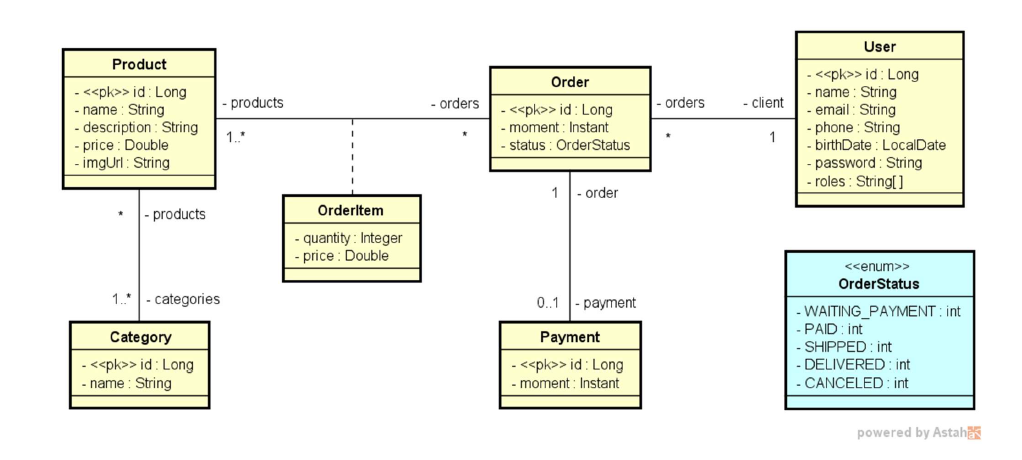 Product
- <<pk>> id : Long
- name : String
- description : String
- price : Double
- imgUrl : String
- products
1..*
- orders
*
Order
- <<pk>> id : Long
- moment : Instant
- status : OrderStatus
- orders
*
- client
1
User
- <<pk>> id : Long
- name : String
- email : String
- phone : String
- birthDate : LocalDate
- password : String
- roles : String[ ]
* - products
OrderItem
- quantity : Integer
- price : Double
1 - order
<<enum>>
OrderStatus
- WAITING_PAYMENT : int
- PAID : int
- SHIPPED : int
- DELIVERED : int
- CANCELED : int
1..* - categories
Category
- <<pk>> id : Long
- name : String
0..1 - payment
Payment
- <<pk>> id : Long
- moment : Instant
powered by Astah